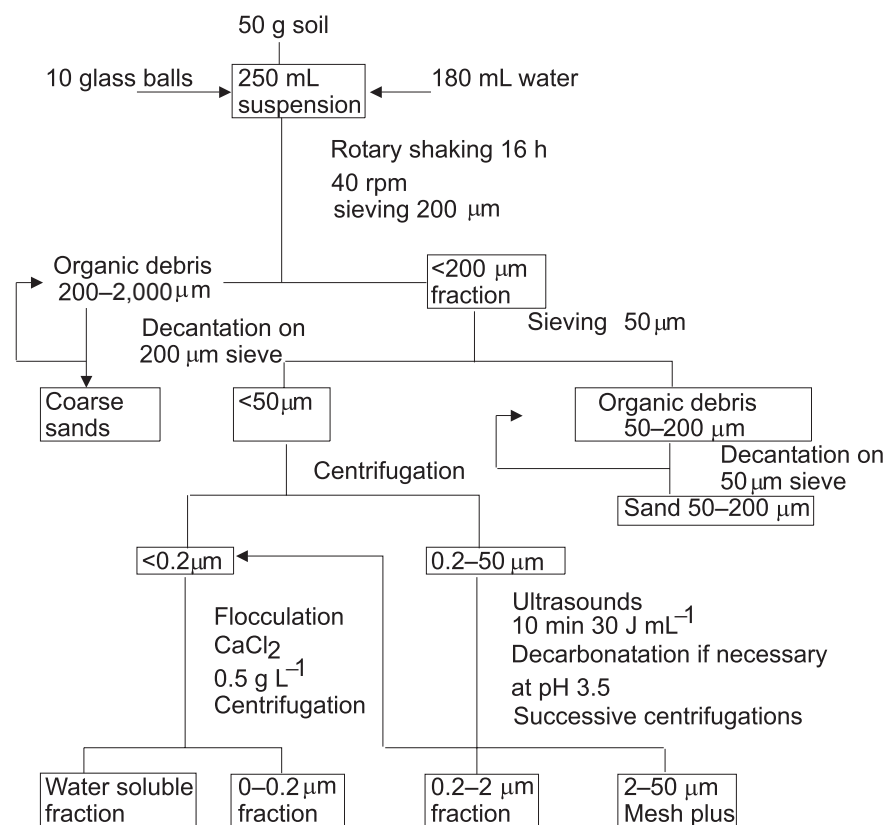 50 g soil
10 glass balls
250 mL
suspension
180 mL water
Rotary shaking 16 h
40 rpm
sieving 200 μm
Organic debris
200–2,000 μm
<200 μm
fraction
Sieving 50 μm
Decantation on
200 μm sieve
Coarse
sands
<50 μm
Organic debris
50–200 μm
Decantation on
50 μm sieve
Sand 50–200 μm
Centrifugation
<0.2 μm
0.2–50 μm
Flocculation
CaCl2
0.5 g L–1
Centrifugation
Ultrasounds
10 min 30 J mL–1
Decarbonatation if necessary
at pH 3.5
Successive centrifugations
Water soluble
fraction
0–0.2 μm
fraction
0.2–2 μm
fraction
2–50 μm
Mesh plus